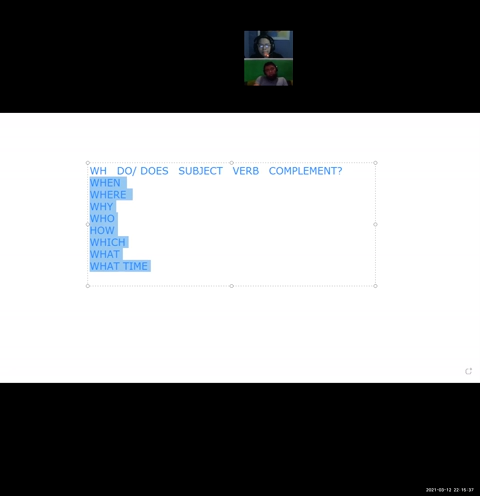 WH DO/ DOES SUBJECT VERB COMPLEMENT?
WHEN
WHERE
WHY
WHO
HOW
WHICH
WHAT
WHAT TIME
2021-03-12 22:15:37